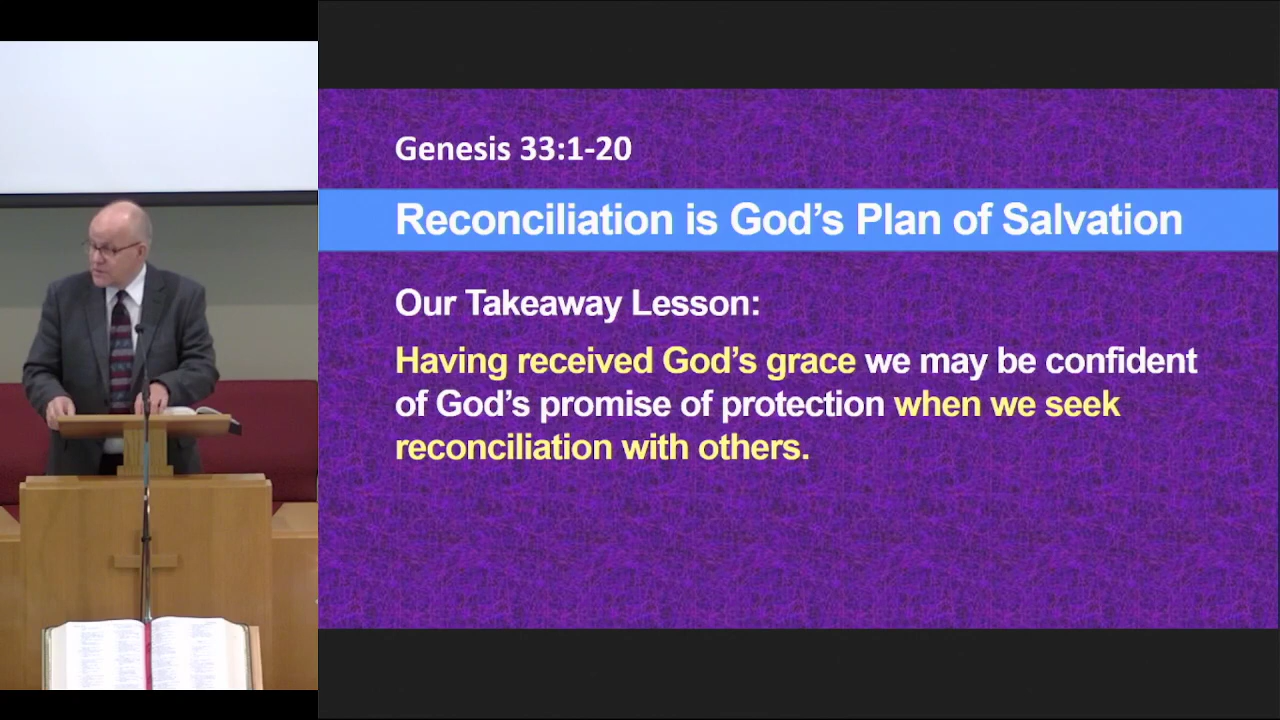 Genesis 33:1-20
Reconciliation is God’s Plan of Salvation
Our Takeaway Lesson:
Having received God’s grace we may be confident
of God’s promise of protection when we seek
reconciliation with others.